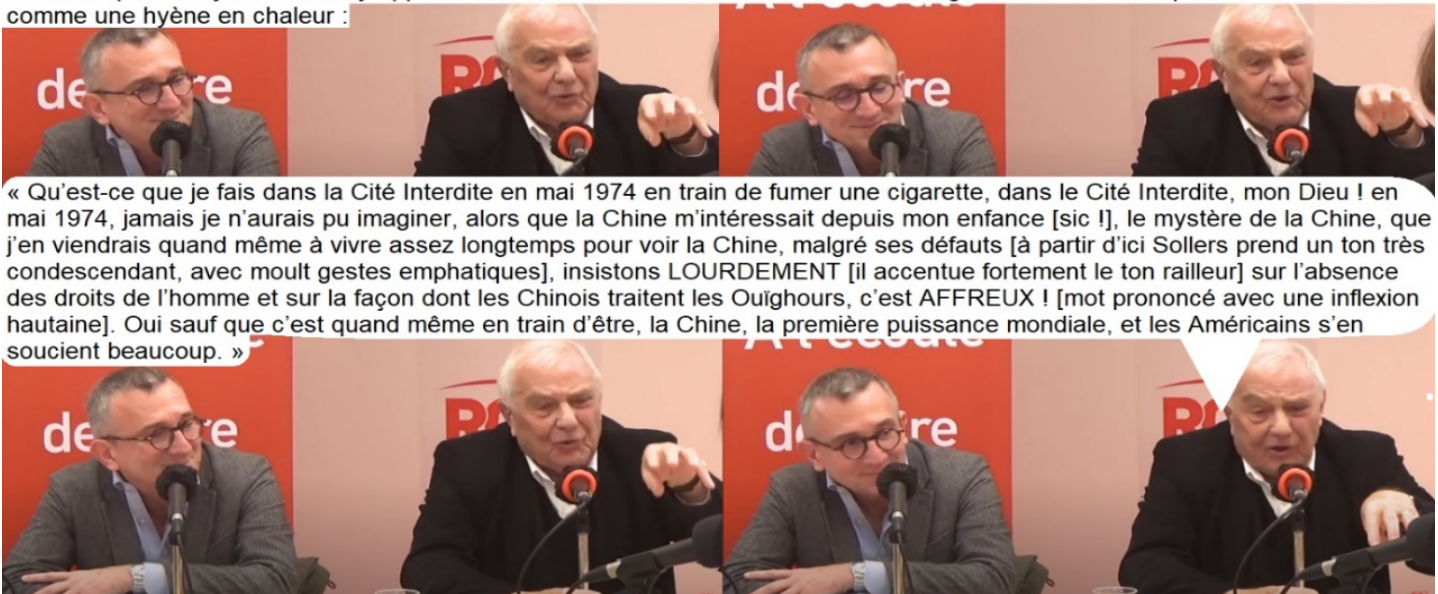 comme une hyène en chaleur :
« Qu’est-ce que je fais dans la Cité Interdite en mai 1974 en train de fumer une cigarette, dans le Cité Interdite, mon Dieu ! en
mai 1974, jamais je n’aurais pu imaginer, alors que la Chine m’intéressait depuis mon enfance [sic !], le mystère de la Chine, que
j’en viendrais quand même à vivre assez longtemps pour voir la Chine, malgré ses défauts [à partir d’ici Sollers prend un ton très
condescendant, avec moult gestes emphatiques], insistons LOURDEMENT [il accentue fortement le ton railleur] sur l’absence
des droits de l’homme et sur la façon dont les Chinois traitent les Ouïghours, c’est AFFREUX ! [mot prononcé avec une inflexion
hautaine]. Oui sauf que c’est quand même en train d’être, la Chine, la première puissance mondiale, et les Américains s’en
soucient beaucoup. »
A l'écoute